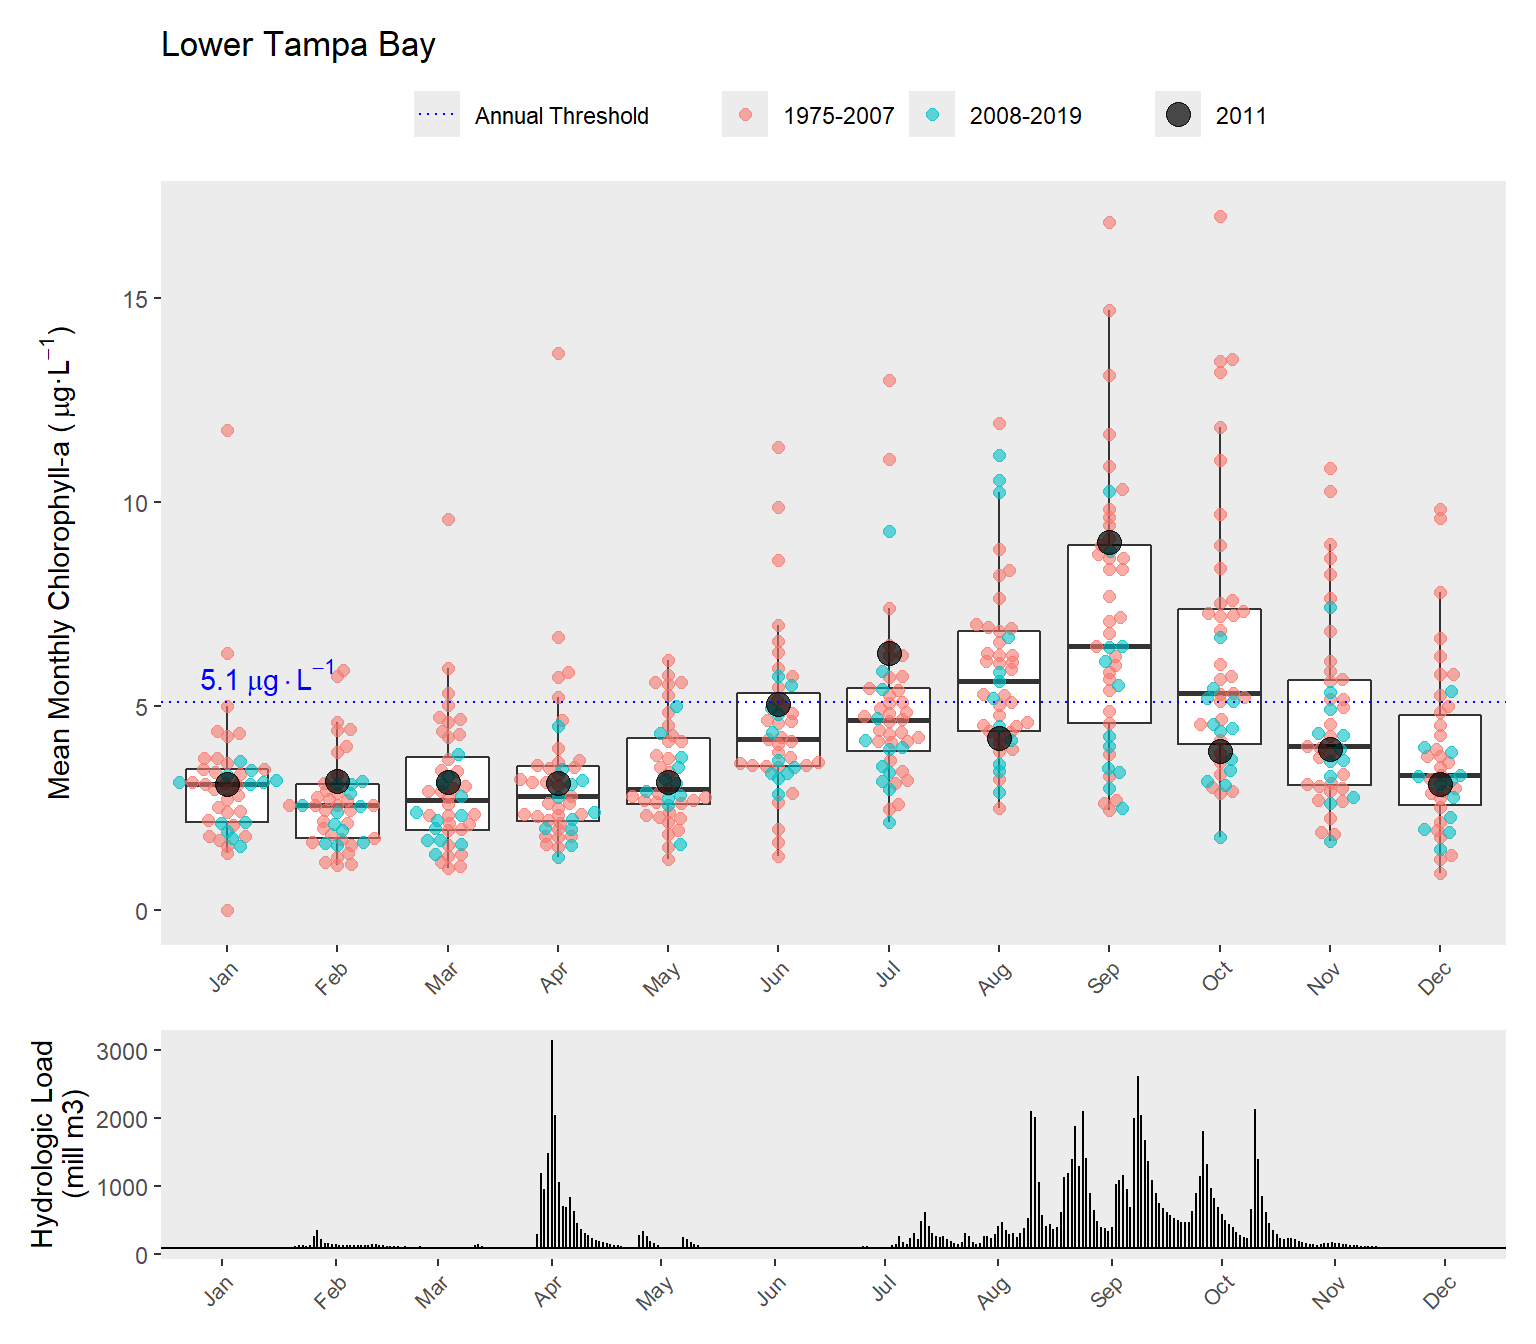 Lower Tampa Bay
Annual Threshold 1975-2007 2008-2019 2011
Mean Monthly Chlorophyll-a ( µg·L⁻¹)
15
10
5
0
5.1 µg·L⁻¹
Jan Feb Mar Apr May Jun Jul Aug Sep Oct Nov Dec
Hydrologic Load
(mill m3)
3000
2000
1000
0
Jan Feb Mar Apr May Jun Jul Aug Sep Oct Nov Dec